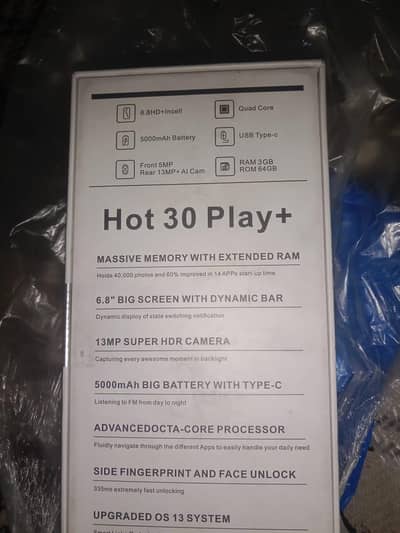 6.8HD+Insell
Quad Core
5000mAh Battery
USB Type-c
Front 5MP
Rear 13MP+ AI Cam
RAM 3GB
ROM 64GB
Hot 30 Play+
MASSIVE MEMORY WITH EXTENDED RAM
Holds 40,000 photos and 60% improved in 14 APPs start-up time
6.8" BIG SCREEN WITH DYNAMIC BAR
Dynamic display of state switching notification
13MP SUPER HDR CAMERA
Capturing every awesome moment in backlight
5000mAh BIG BATTERY WITH TYPE-C
Listening to FM from day to night
ADVANCEDOCTA-CORE PROCESSOR
Fluidly navigate through the different Apps to easily handle your daily need
SIDE FINGERPRINT AND FACE UNLOCK
335ms extremely fast unlocking
UPGRADED OS 13 SYSTEM